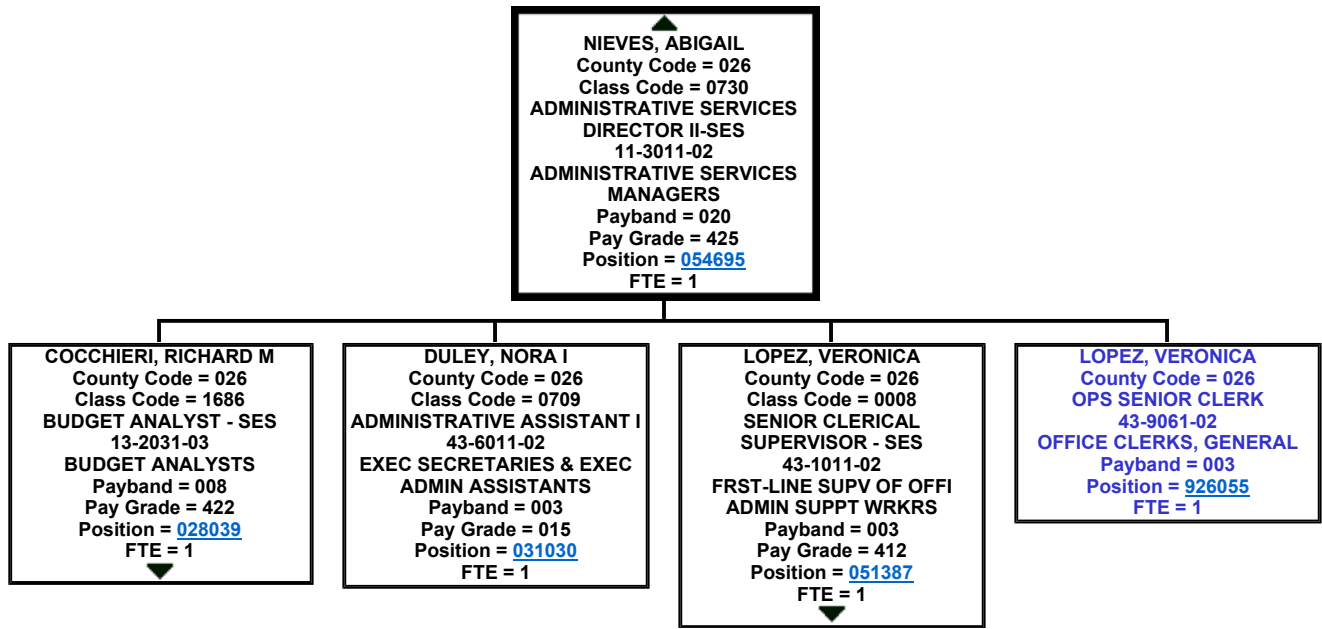 NIEVES, ABIGAIL
County Code = 026
Class Code = 0730
ADMINISTRATIVE SERVICES
DIRECTOR II-SES
11-3011-02
ADMINISTRATIVE SERVICES
MANAGERS
Payband = 020
Pay Grade = 425
Position = 054695
FTE = 1
COCCHIERI, RICHARD M
County Code = 026
Class Code = 1686
BUDGET ANALYST - SES
13-2031-03
BUDGET ANALYSTS
Payband = 008
Pay Grade = 422
Position = 028039
FTE = 1
DULEY, NORA I
County Code = 026
Class Code = 0709
ADMINISTRATIVE ASSISTANT I
43-6011-02
EXEC SECRETARIES & EXEC
ADMIN ASSISTANTS
Payband = 003
Pay Grade = 015
Position = 031030
FTE = 1
LOPEZ, VERONICA
County Code = 026
Class Code = 0008
SENIOR CLERICAL
SUPERVISOR - SES
43-1011-02
FRST-LINE SUPV OF OFFI
ADMIN SUPPT WRKRS
Payband = 003
Pay Grade = 412
Position = 051387
FTE = 1
LOPEZ, VERONICA
County Code = 026
OPS SENIOR CLERK
43-9061-02
OFFICE CLERKS, GENERAL
Payband = 003
Position = 926055
FTE = 1